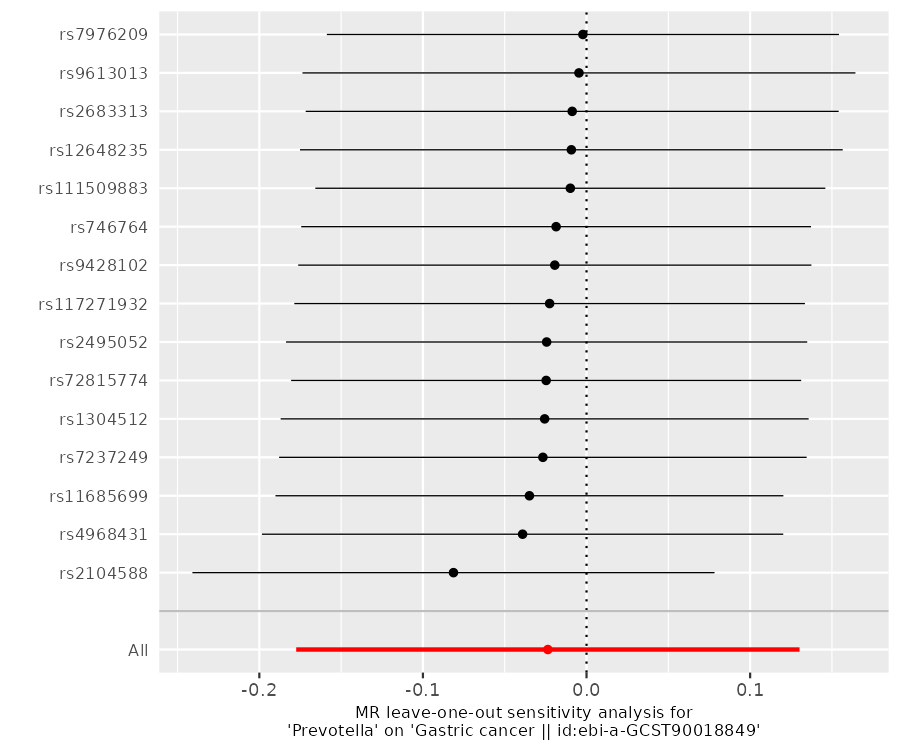 rs7976209
rs9613013
rs2683313
rs12648235
rs111509883
rs746764
rs9428102
rs117271932
rs2495052
rs72815774
rs1304512
rs7237249
rs11685699
rs4968431
rs2104588
All
-0.2 -0.1 0.0 0.1
MR leave-one-out sensitivity analysis for
'Prevotella' on 'Gastric cancer || id:ebi-a-GCST90018849'